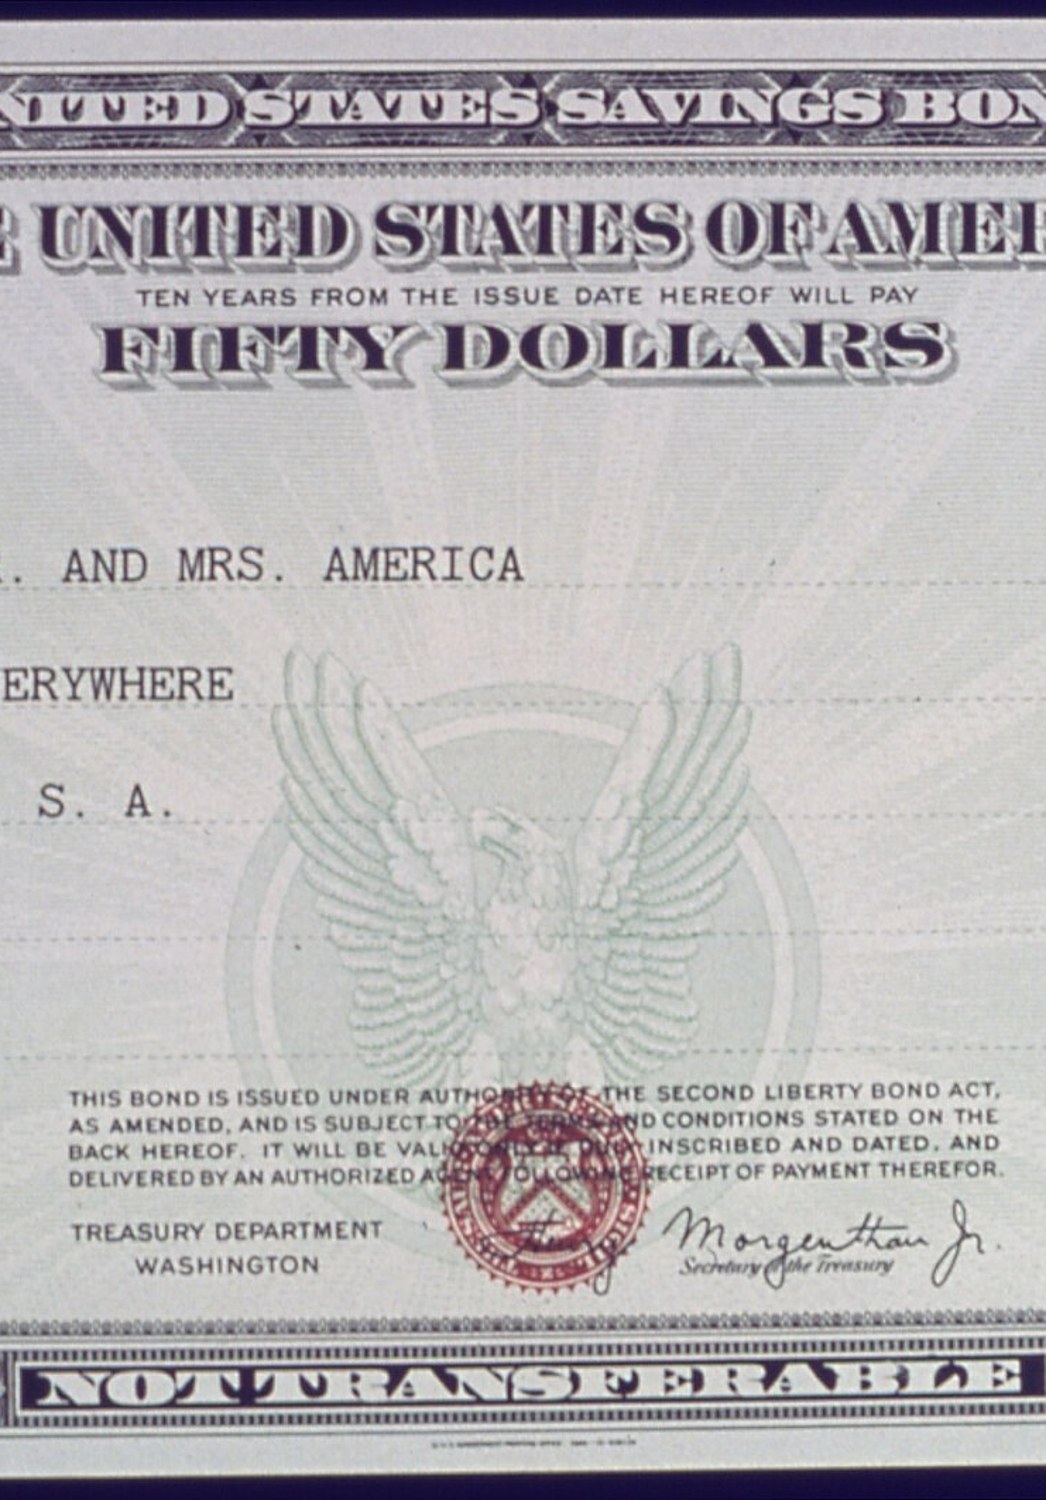 NITED STATES SAVINGS BON
E UNITED STATES OF AMER
TEN YEARS FROM THE ISSUE DATE HEREOF WILL PAY
FIFTY DOLLARS
. AND MRS. AMERICA
ERYWHERE
S. A.
THIS BOND IS ISSUED UNDER AUTHORITY OF THE SECOND LIBERTY BOND ACT,
AS AMENDED, AND IS SUBJECT TO THE TERMS AND CONDITIONS STATED ON THE
BACK HEREOF. IT WILL BE VALID ONLY IF DULY INSCRIBED AND DATED, AND
DELIVERED BY AN AUTHORIZED AGENT FOLLOWING RECEIPT OF PAYMENT THEREFOR.
TREASURY DEPARTMENT
WASHINGTON
Henry Morgenthau Jr.
Secretary of the Treasury
NOT TRANSFERABLE